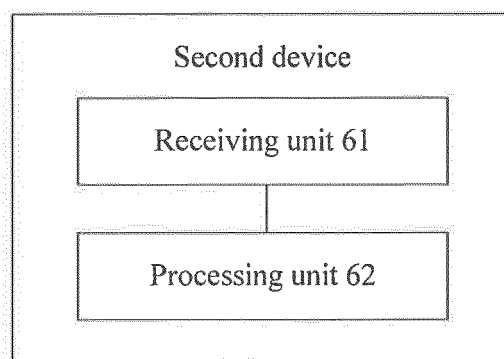 Second device
Receiving unit 61
Processing unit 62